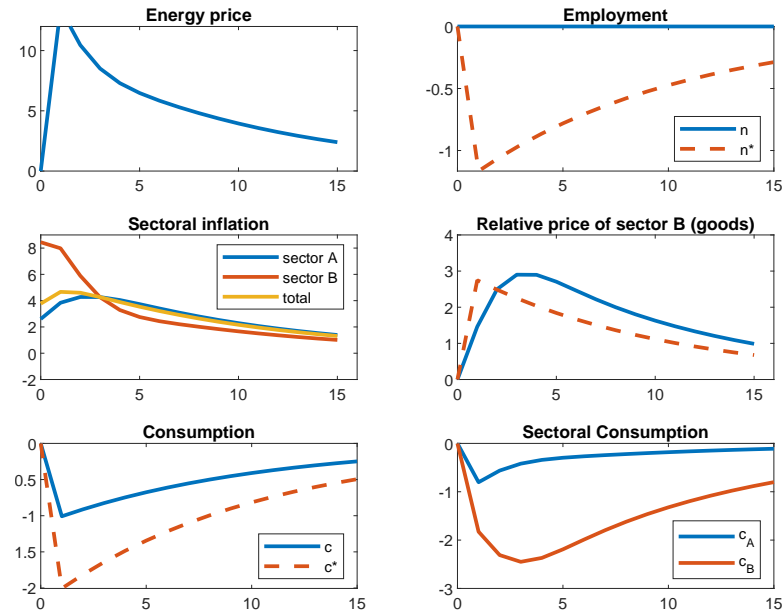 Energy price
10
5
0
0 5 10 15
Employment
0
-0.5
-1
n
n*
0 5 10 15
Sectoral inflation
8
6
4
2
0
-2
sector A
sector B
total
0 5 10 15
Relative price of sector B (goods)
4
3
2
1
0
0 5 10 15
Consumption
0
0.5
-1
1.5
-2
c
c*
0 5 10 15
Sectoral Consumption
0
-1
-2
-3
c_A
c_B
0 5 10 15